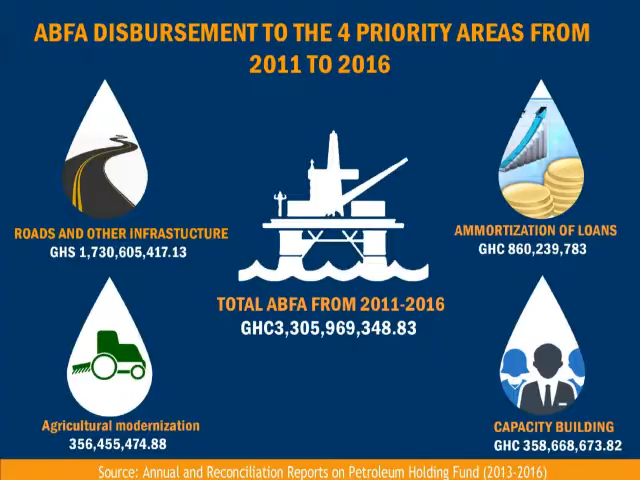 ABFA DISBURSEMENT TO THE 4 PRIORITY AREAS FROM
2011 TO 2016
ROADS AND OTHER INFRASTUCTURE
GHS 1,730,605,417.13
AMMORTIZATION OF LOANS
GHC 860,239,783
TOTAL ABFA FROM 2011-2016
GHC3,305,969,348.83
Agricultural modernization
356,455,474.88
CAPACITY BUILDING
GHC 358,668,673.82
Source: Annual and Reconciliation Reports on Petroleum Holding Fund (2013-2016)